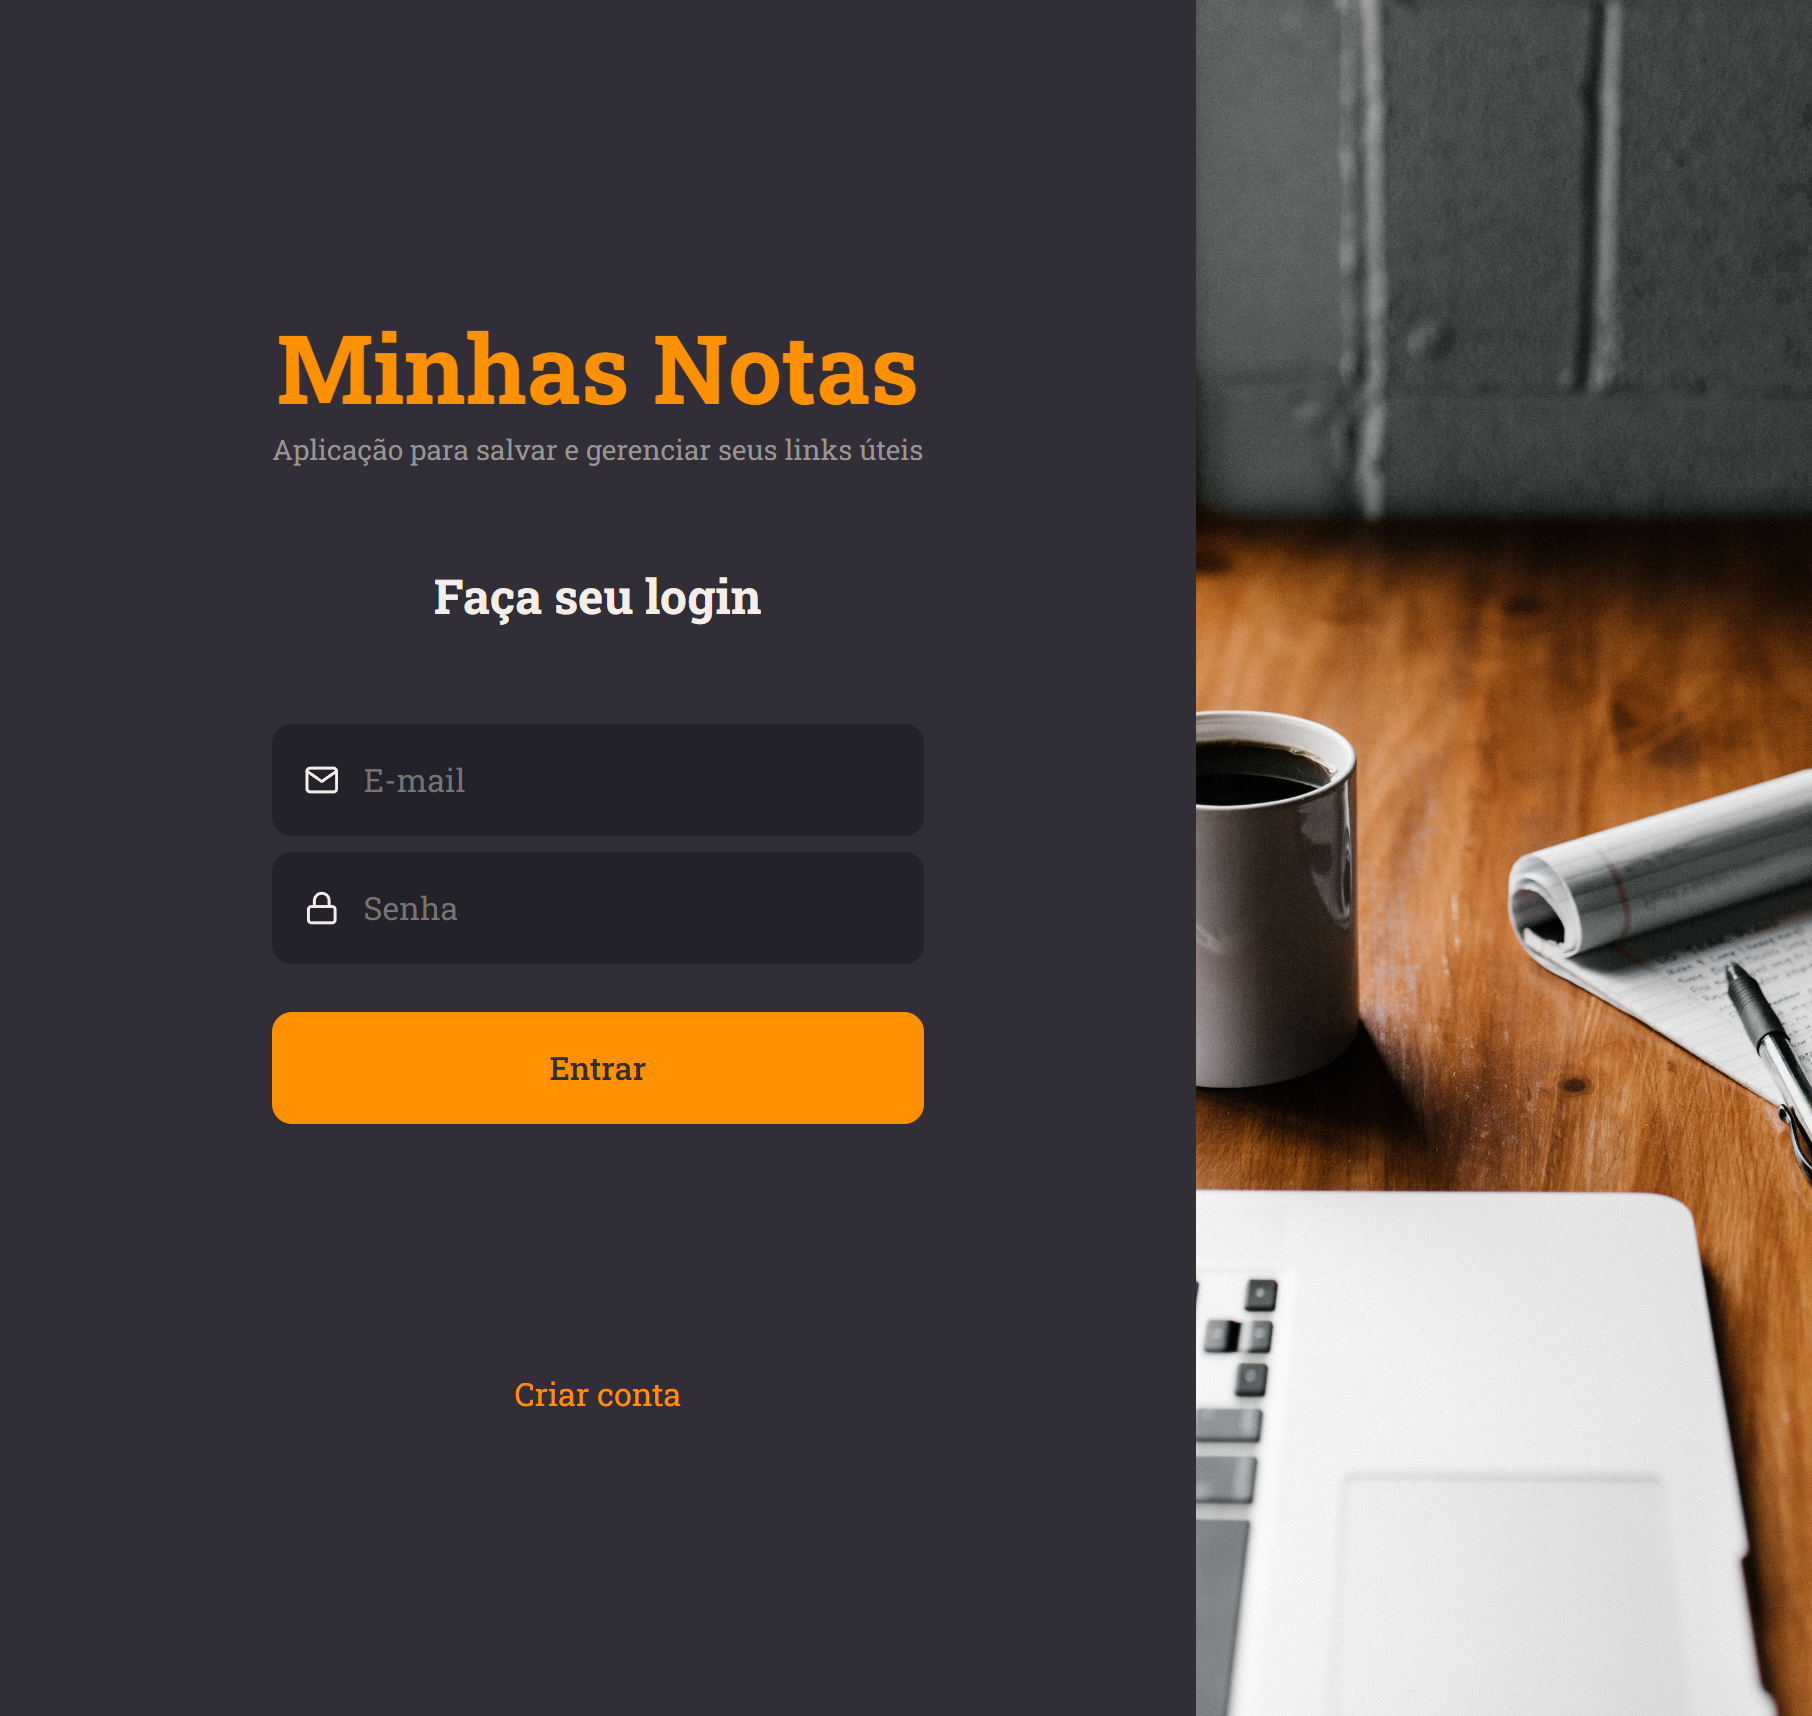 Minhas Notas
Aplicação para salvar e gerenciar seus links úteis
Faça seu login
E-mail
Senha
Entrar
Criar conta